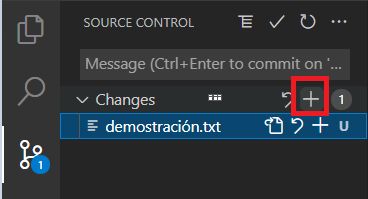 SOURCE CONTROL
Message (Ctrl+Enter to commit on '...
Changes 1
demostración.txt U
1